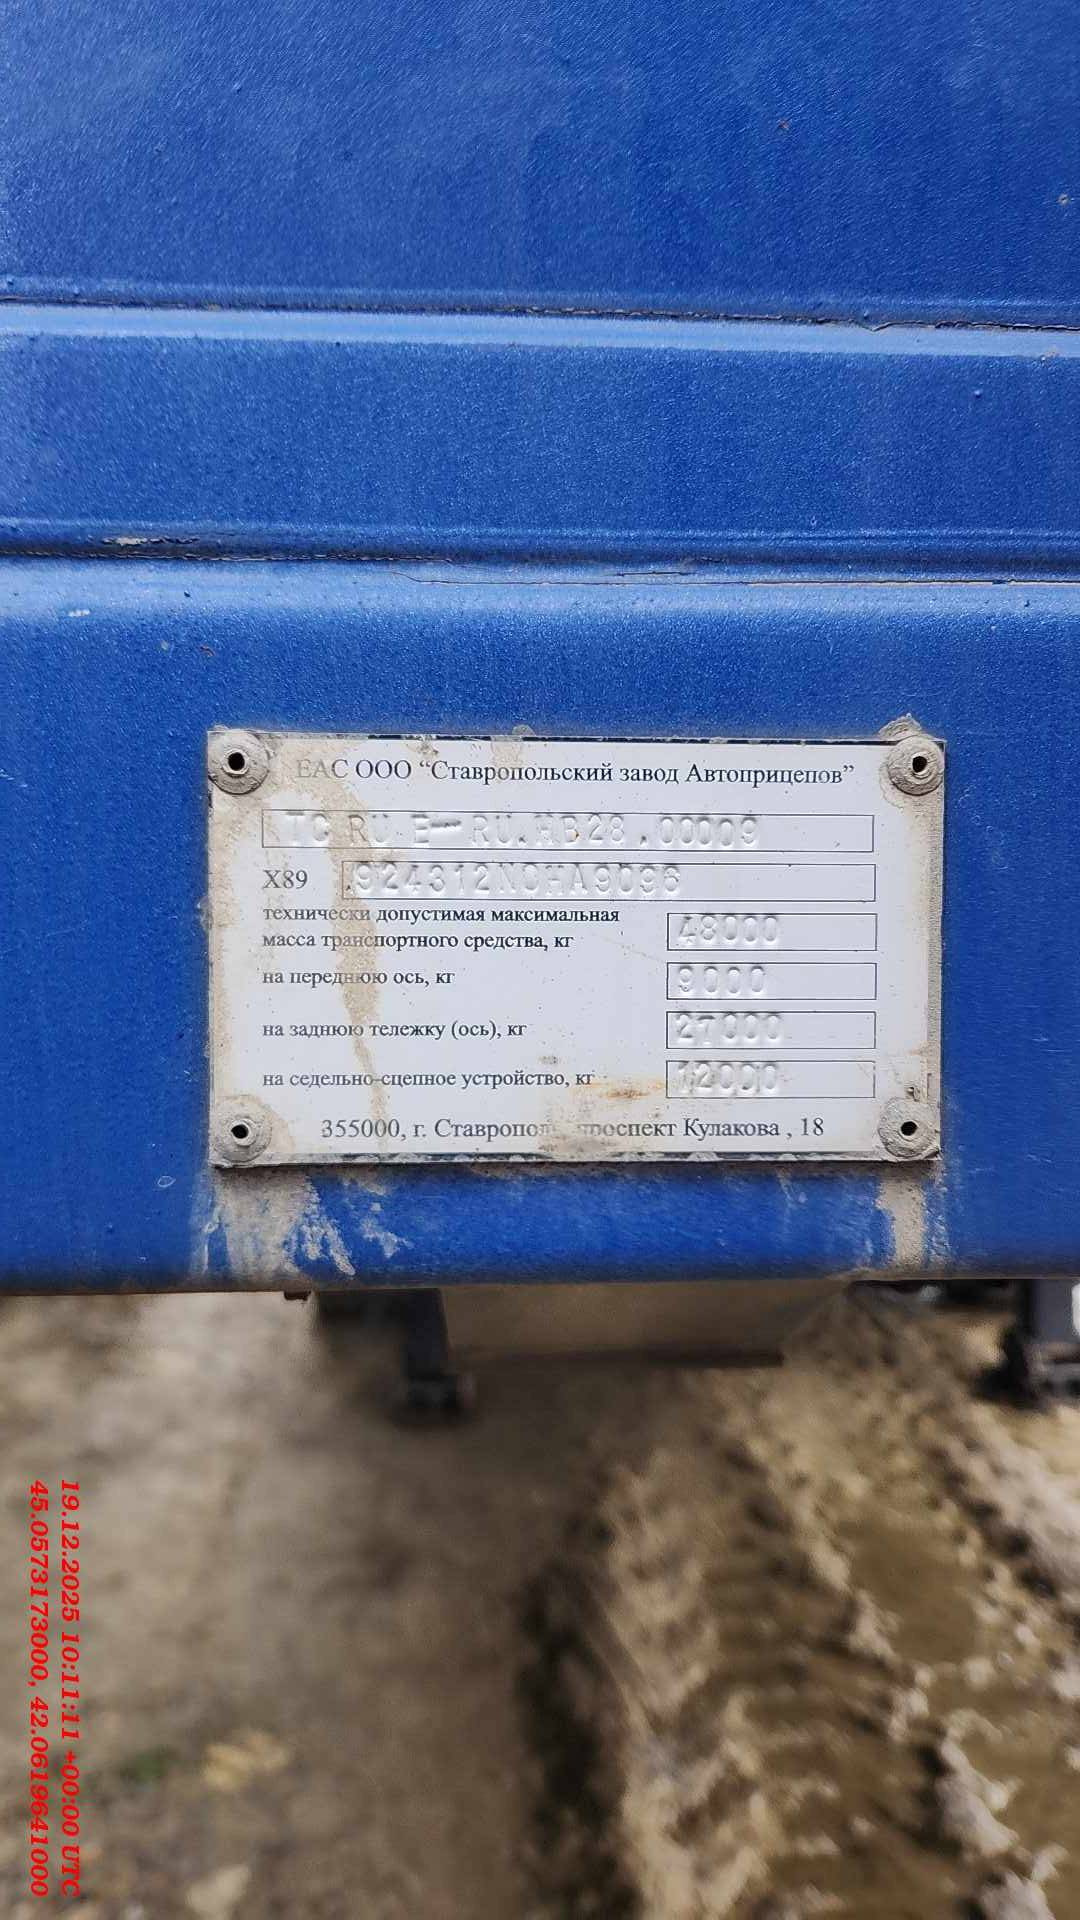 ЕАС ООО “Ставропольский завод Автоприцепов”
TC RU E-RU.HB28.00009
X89 924312N0HA9096
технически допустимая максимальная
масса транспортного средства, кг 48000
на переднюю ось, кг 9000
на заднюю тележку (ось), кг 27000
на седельно-сцепное устройство, кг 12000
355000, г. Ставрополь, проспект Кулакова , 18
19.12.2025 10:11:11 +00:00 UTC
45.0573173000, 42.0619641000